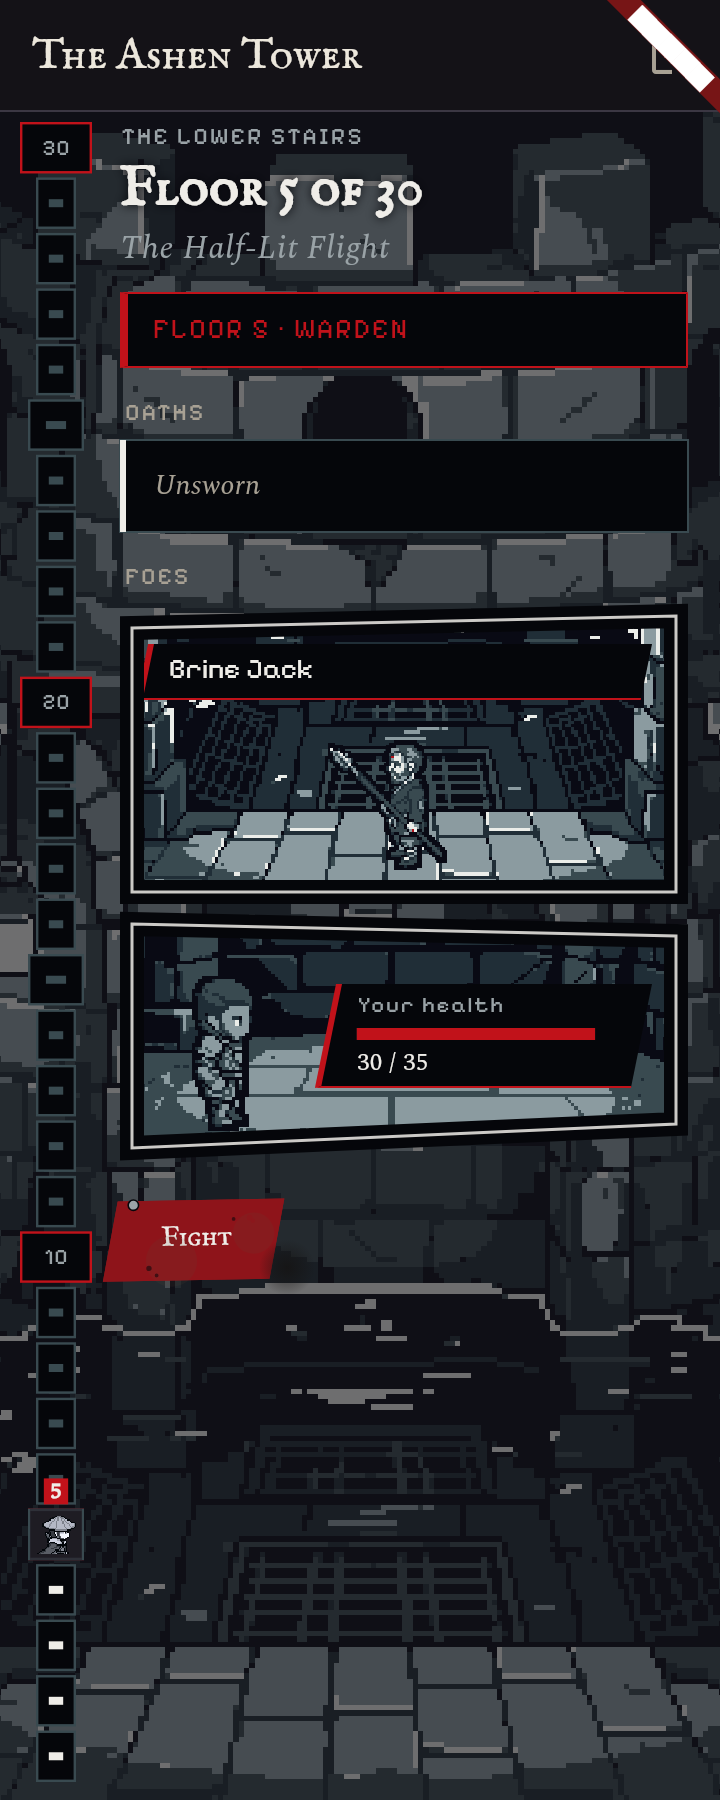 The Ashen Tower
30
THE LOWER STAIRS
Floor 5 of 30
The Half-Lit Flight
FLOOR 5 · WARDEN
OATHS
Unsworn
FOES
Brine Jack
20
Your health
30 / 35
Fight
10
5